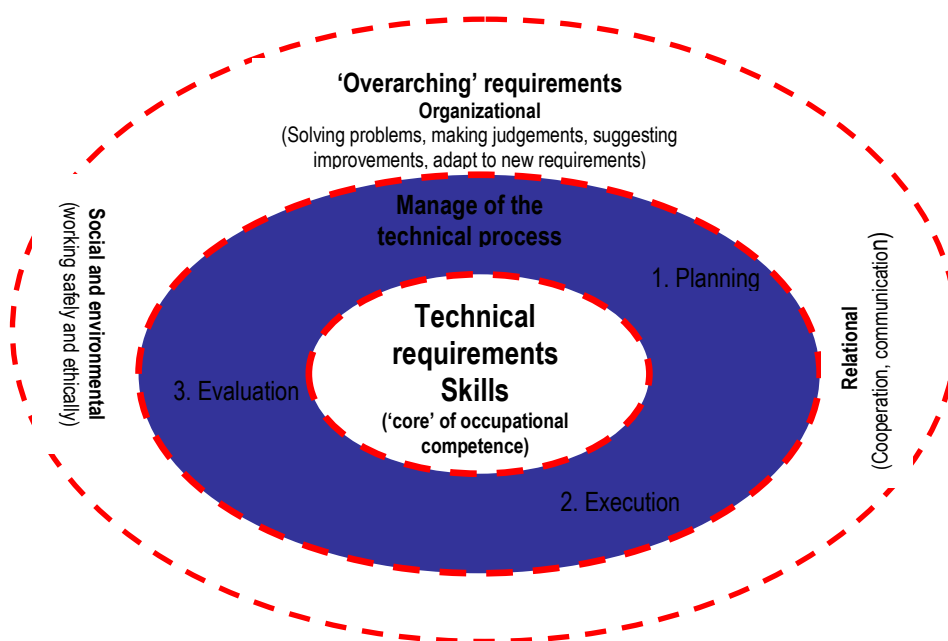 ‘Overarching’ requirements
Organizational
(Solving problems, making judgements, suggesting
improvements, adapt to new requirements)
Social and environmental
(working safely and ethically)
Manage of the
technical process
1. Planning
Technical
requirements
Skills
(‘core’ of occupational
competence)
3. Evaluation
2. Execution
Relational
(Cooperation, communication)